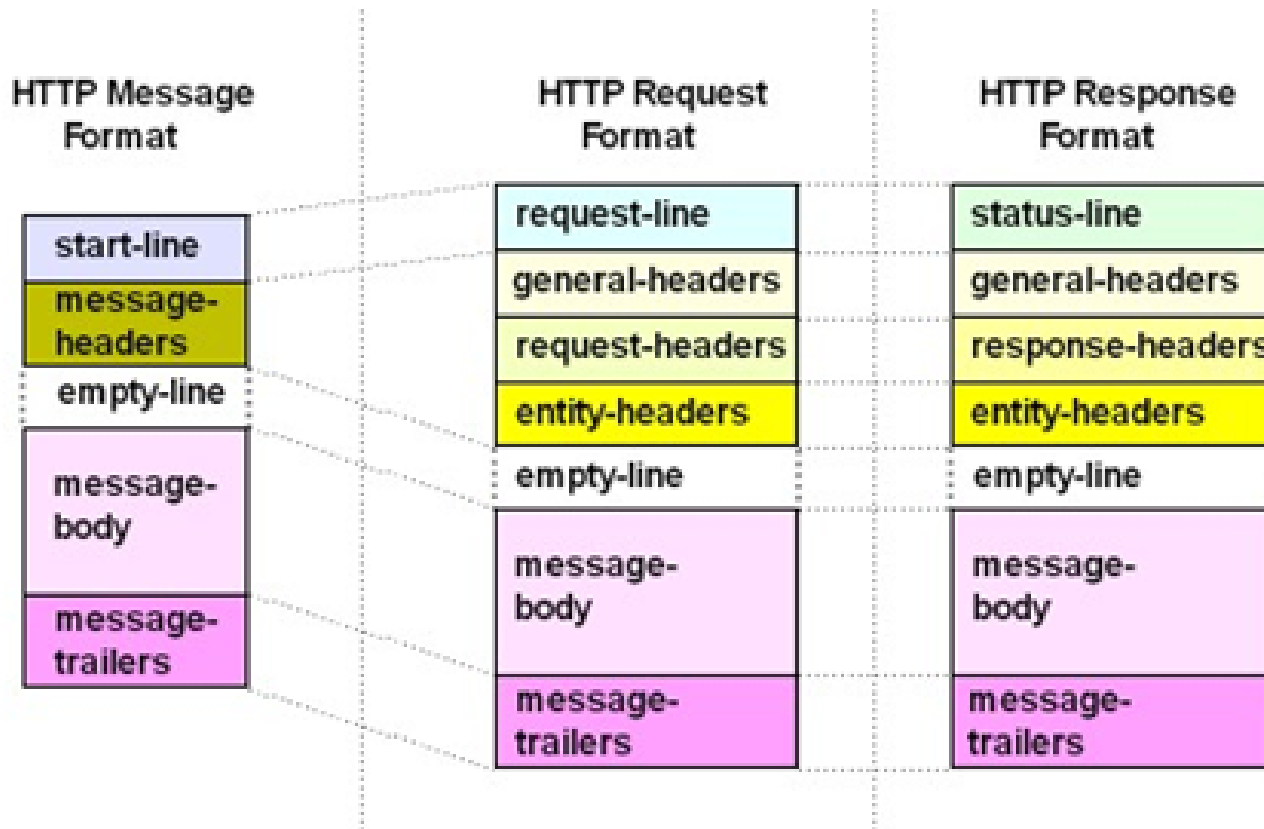 HTTP Message
Format
start-line
message-
headers
empty-line
message-
body
message-
trailers
HTTP Request
Format
request-line
general-headers
request-headers
entity-headers
empty-line
message-
body
message-
trailers
HTTP Response
Format
status-line
general-headers
response-headers
entity-headers
empty-line
message-
body
message-
trailers